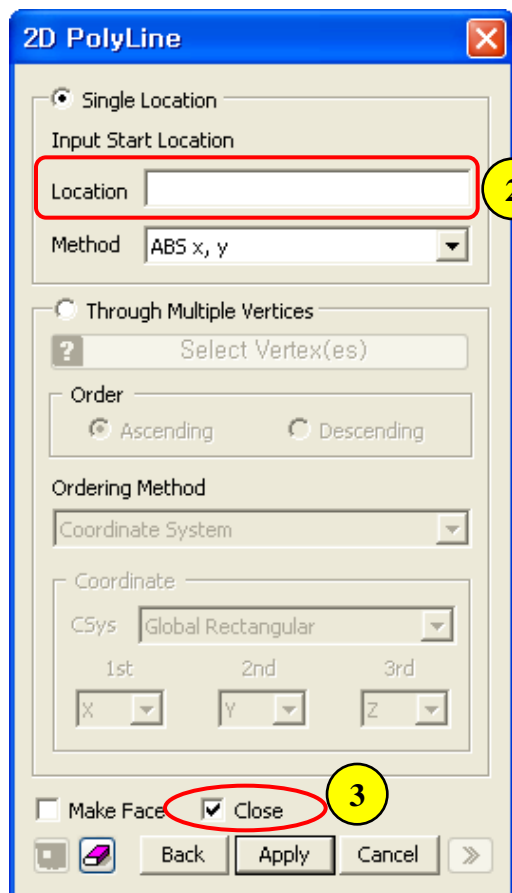 2D PolyLine
Single Location
Input Start Location
Location
2
Method ABS x, y
Through Multiple Vertices
? Select Vertex(es)
Order
Ascending Descending
Ordering Method
Coordinate System
Coordinate
CSys Global Rectangular
1st 2nd 3rd
X Y Z
Make Face Close 3
Back Apply Cancel